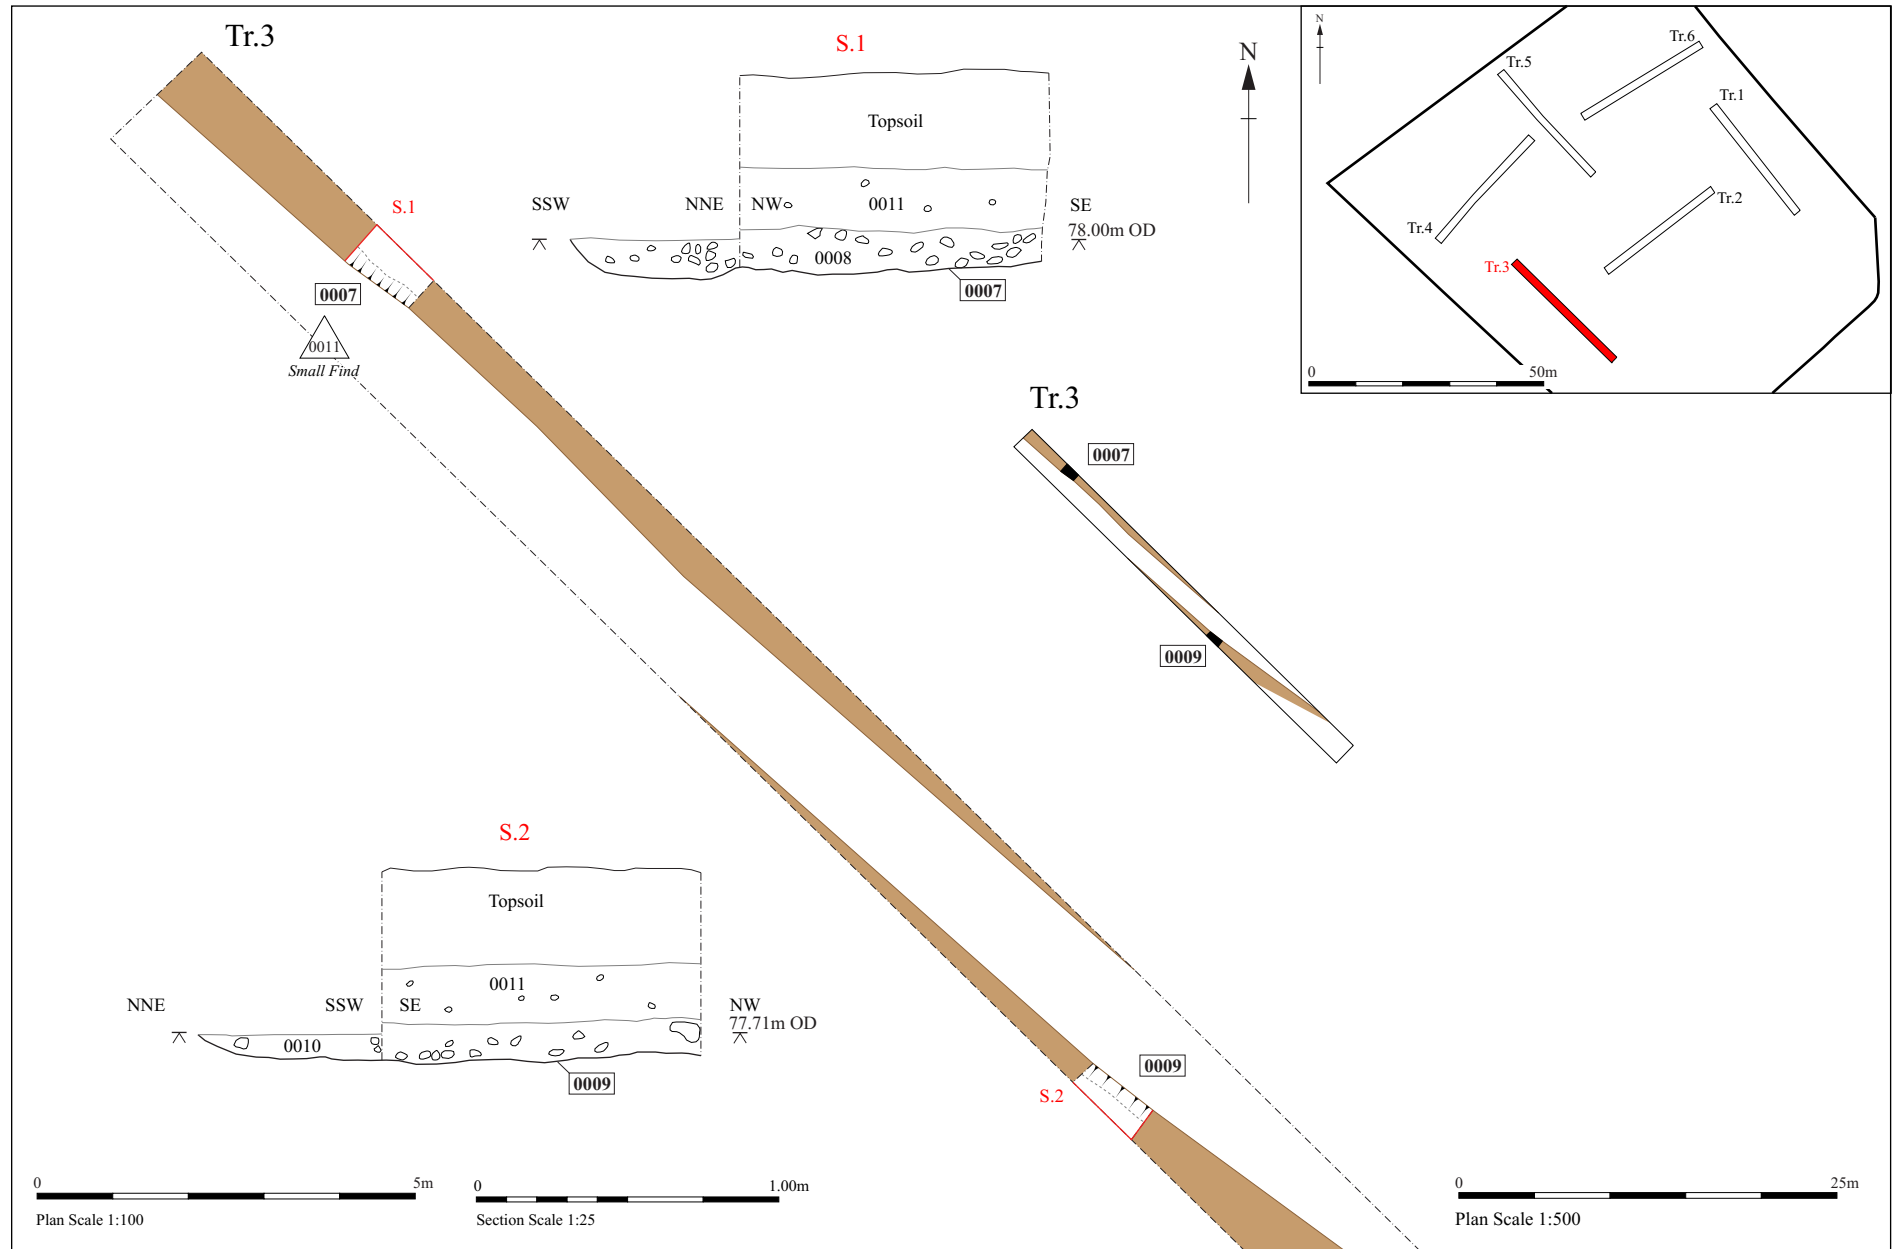 Tr.3
S.1
Topsoil
SSW
NNE
NW
0011
SE
78.00m OD
0008
0007
S.1
0007
0011
Small Find
N
N
Tr.5
Tr.6
Tr.1
Tr.2
Tr.4
Tr.3
0
50m
Tr.3
0007
0009
S.2
Topsoil
0011
NNE
SSW
SE
NW
77.71m OD
0010
0009
0009
S.2
0
5m
Plan Scale 1:100
0
1.00m
Section Scale 1:25
0
25m
Plan Scale 1:500